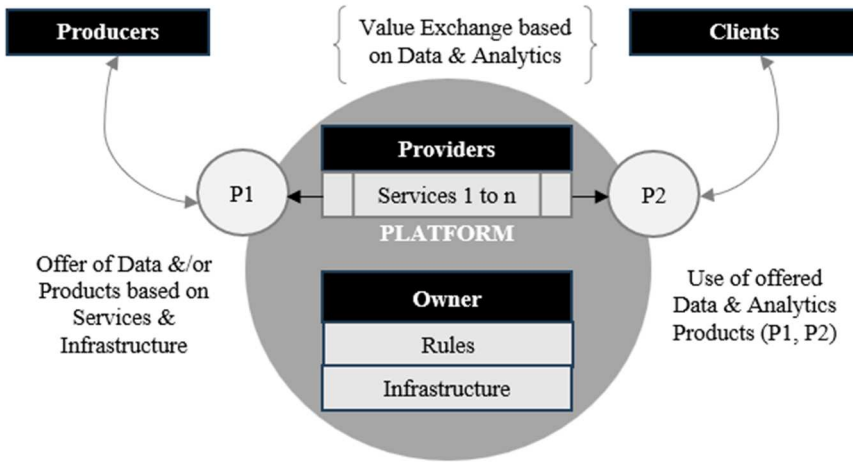 Producers
Value Exchange based
on Data & Analytics
Clients
Providers
P1
Services 1 to n
P2
PLATFORM
Offer of Data &/or
Products based on
Services &
Infrastructure
Owner
Rules
Infrastructure
Use of offered
Data & Analytics
Products (P1, P2)